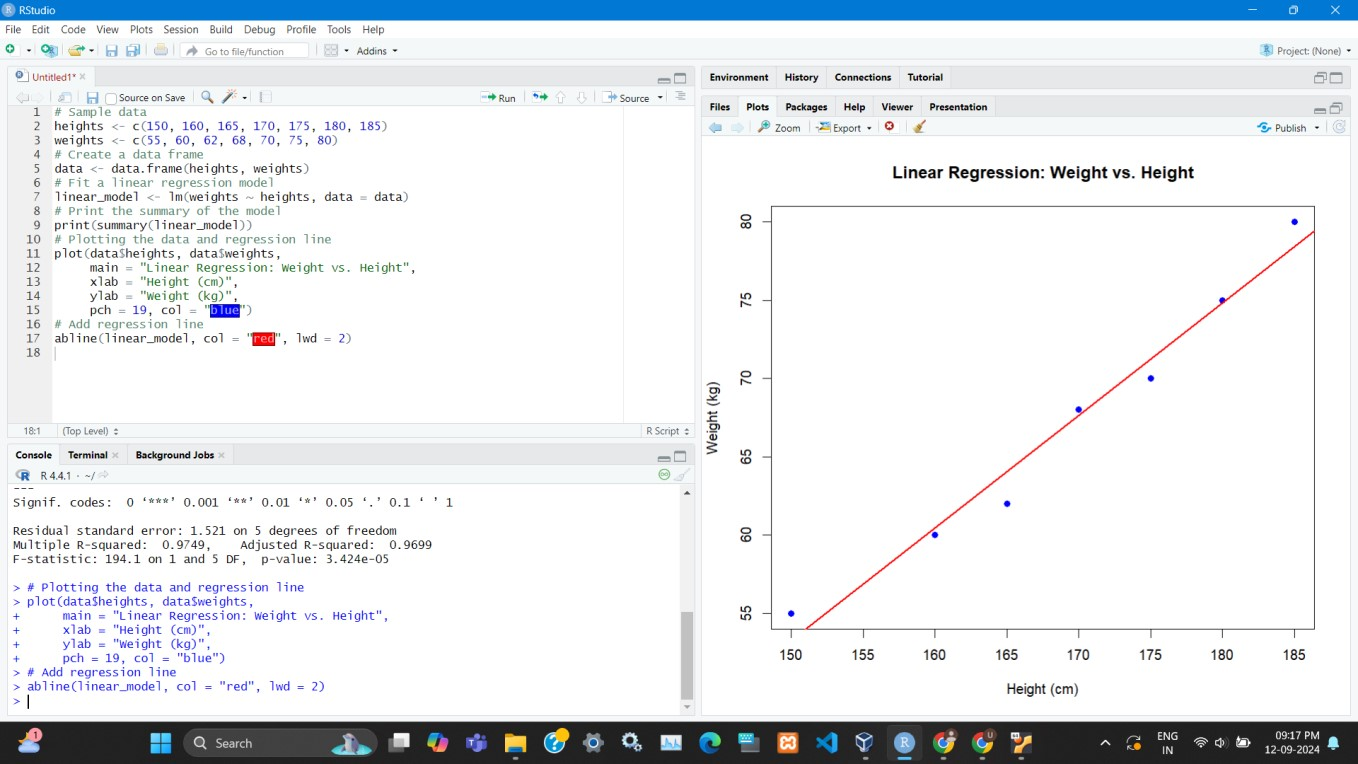 RStudio
File Edit Code View Plots Session Build Debug Profile Tools Help
Go to file/function Addins Project: (None)
Untitled1*
Source on Save Run Source
1 # Sample data
2 heights <- c(150, 160, 165, 170, 175, 180, 185)
3 weights <- c(55, 60, 62, 68, 70, 75, 80)
4 # Create a data frame
5 data <- data.frame(heights, weights)
6 # Fit a linear regression model
7 linear_model <- lm(weights ~ heights, data = data)
8 # Print the summary of the model
9 print(summary(linear_model))
10 # Plotting the data and regression line
11 plot(data$heights, data$weights,
12 main = "Linear Regression: Weight vs. Height",
13 xlab = "Height (cm)",
14 ylab = "Weight (kg)",
15 pch = 19, col = "blue")
16 # Add regression line
17 abline(linear_model, col = "red", lwd = 2)
18
18:1 (Top Level) R Script
Console Terminal Background Jobs
R R 4.4.1 · ~/
---
Signif. codes:  0 ‘***’ 0.001 ‘**’ 0.01 ‘*’ 0.05 ‘.’ 0.1 ‘ ’ 1
Residual standard error: 1.521 on 5 degrees of freedom
Multiple R-squared:  0.9749,    Adjusted R-squared:  0.9699
F-statistic: 194.1 on 1 and 5 DF,  p-value: 3.424e-05
> # Plotting the data and regression line
> plot(data$heights, data$weights,
+      main = "Linear Regression: Weight vs. Height",
+      xlab = "Height (cm)",
+      ylab = "Weight (kg)",
+      pch = 19, col = "blue")
> # Add regression line
> abline(linear_model, col = "red", lwd = 2)
>
Environment History Connections Tutorial
Files Plots Packages Help Viewer Presentation
Zoom Export Publish
Linear Regression: Weight vs. Height
80
75
70
65
60
55
Weight (kg)
150 155 160 165 170 175 180 185
Height (cm)
1
Search
ENG
IN
09:17 PM
12-09-2024